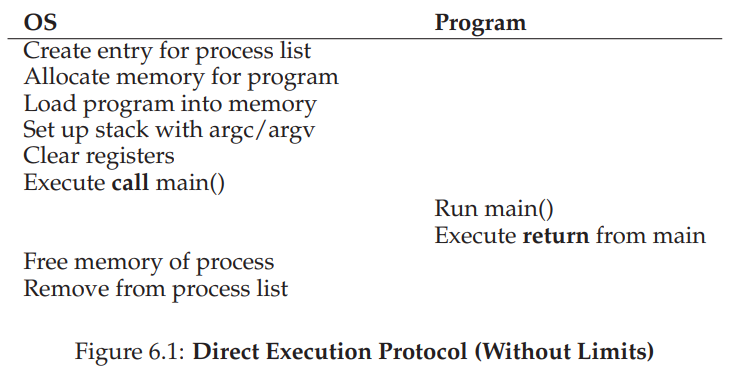 OS Program
Create entry for process list
Allocate memory for program
Load program into memory
Set up stack with argc/argv
Clear registers
Execute call main()
Run main()
Execute return from main
Free memory of process
Remove from process list
Figure 6.1: Direct Execution Protocol (Without Limits)